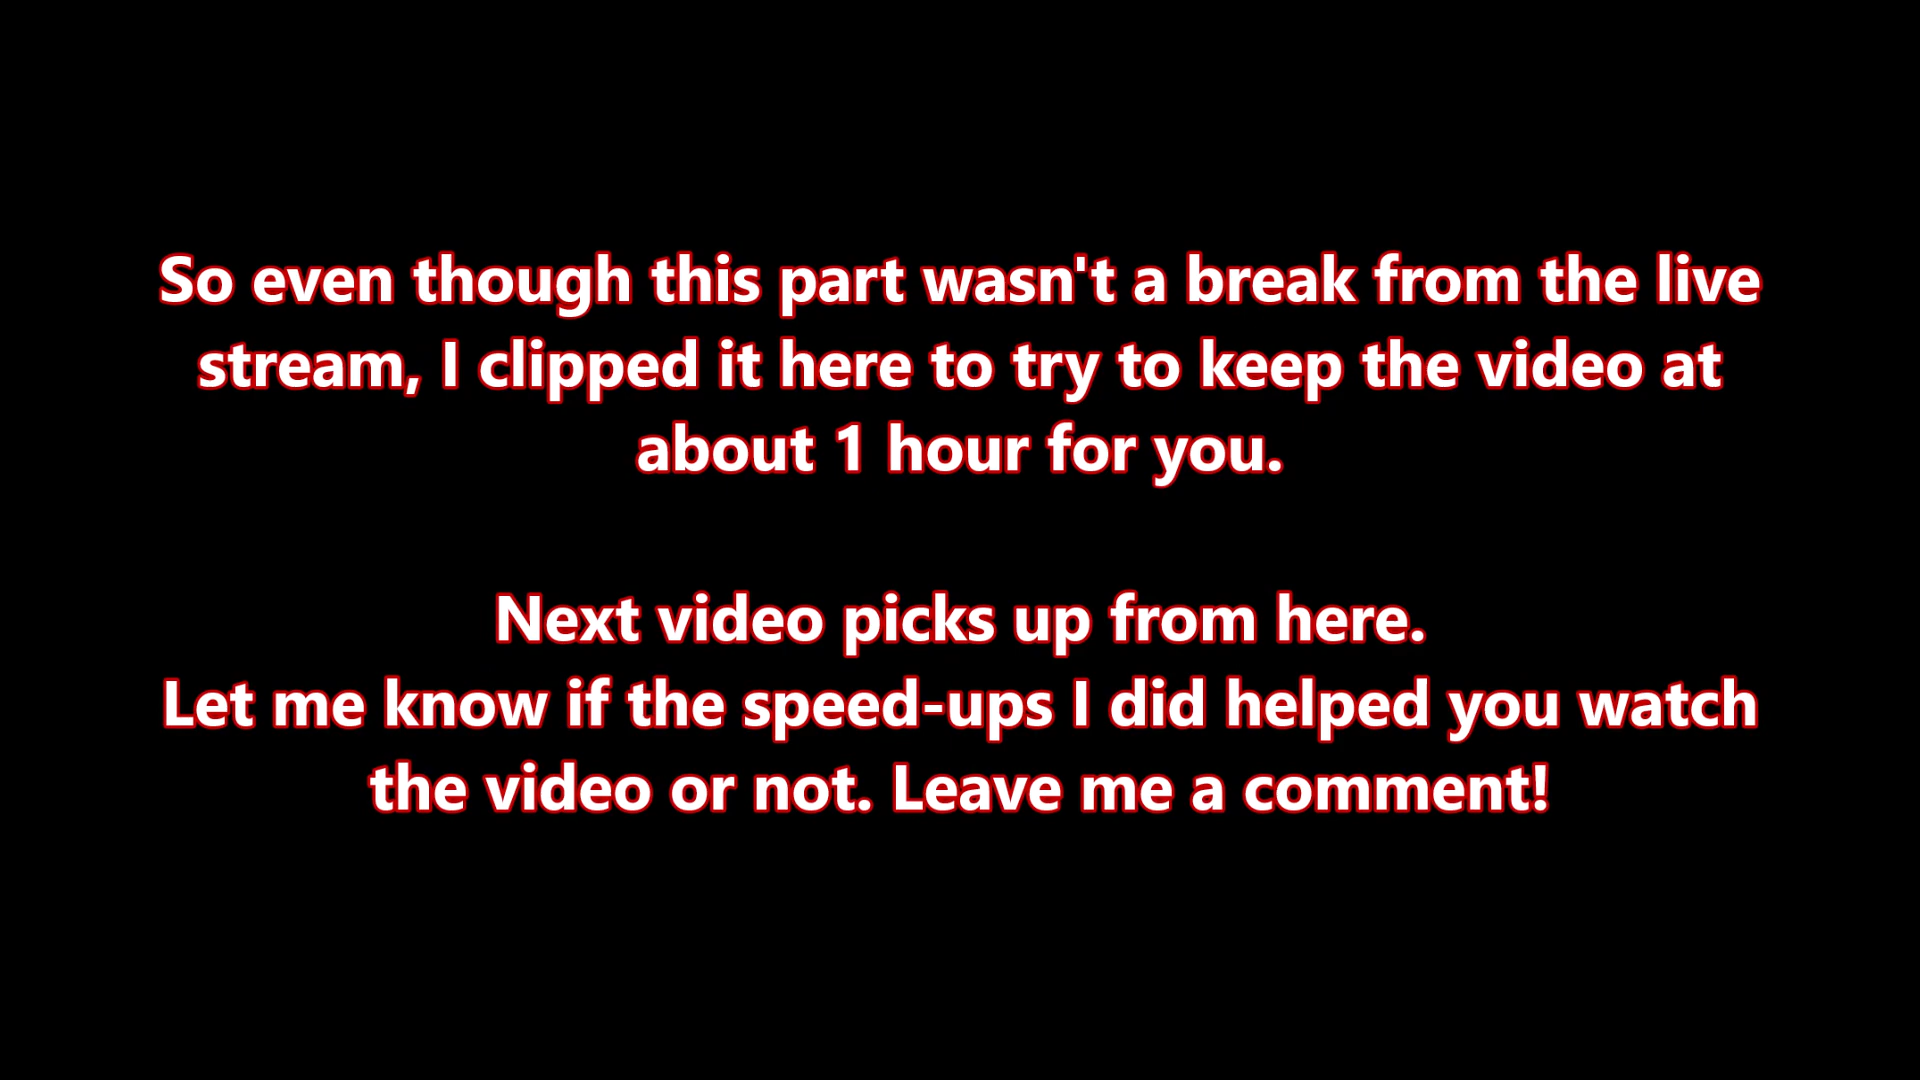 So even though this part wasn't a break from the live
stream, I clipped it here to try to keep the video at
about 1 hour for you.
Next video picks up from here.
Let me know if the speed-ups I did helped you watch
the video or not. Leave me a comment!